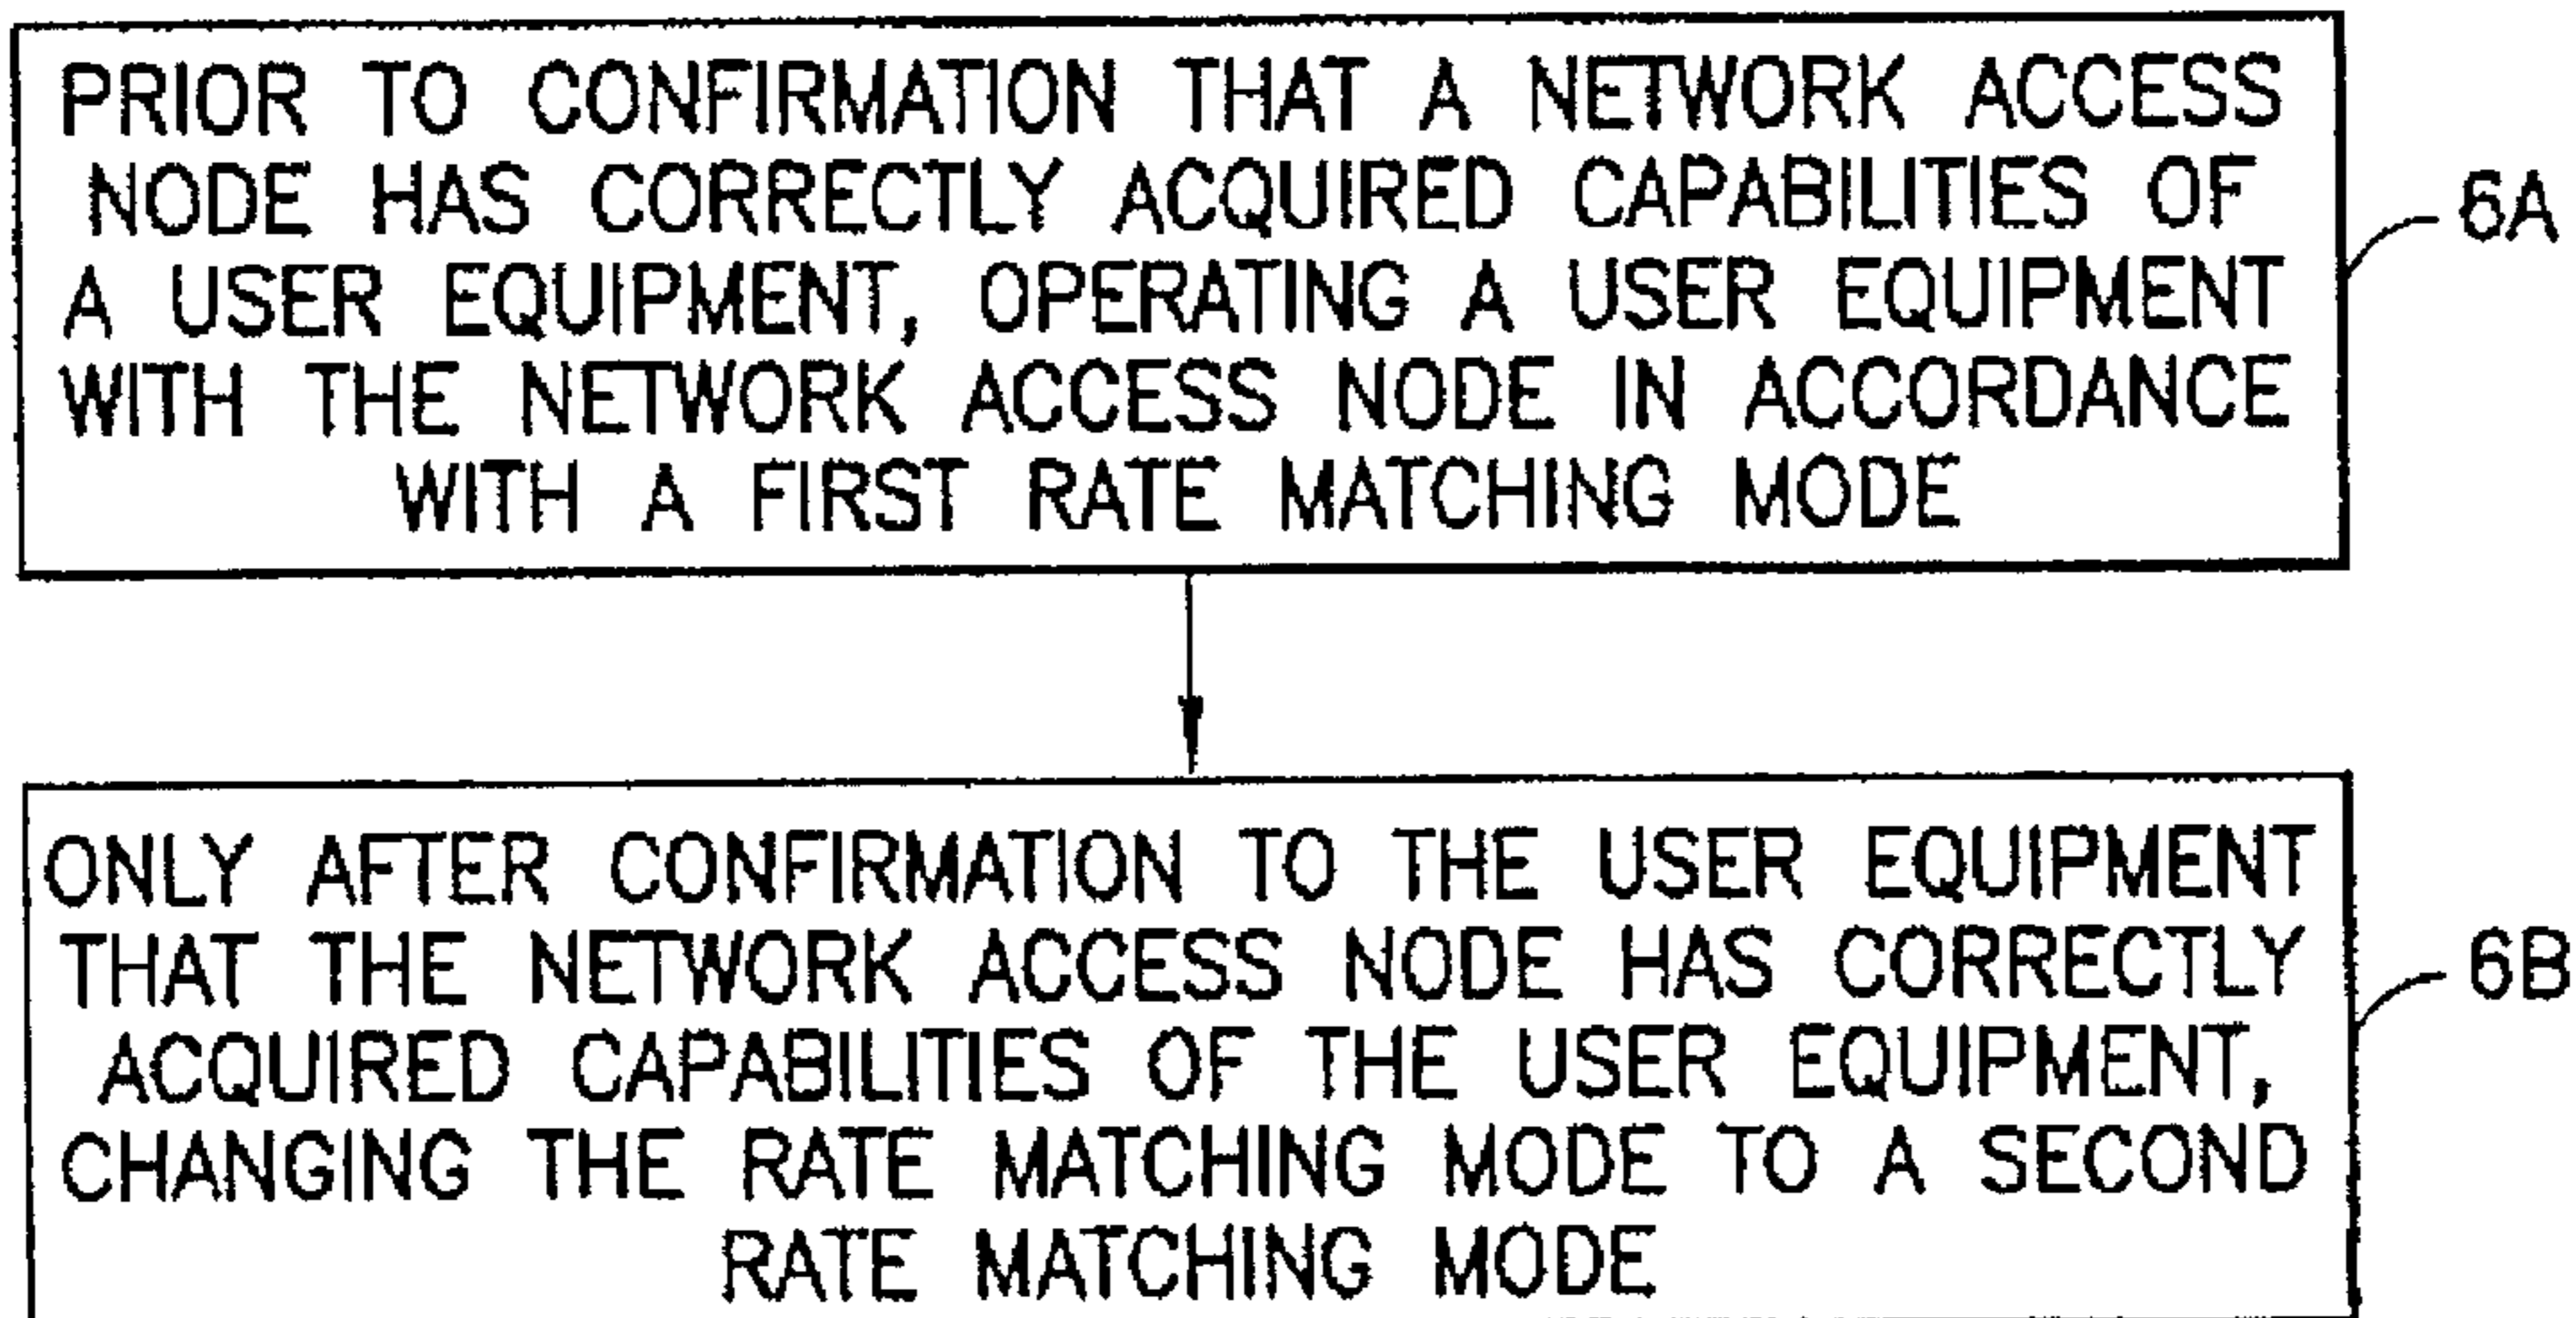 PRIOR TO CONFIRMATION THAT A NETWORK ACCESS
NODE HAS CORRECTLY ACQUIRED CAPABILITIES OF
A USER EQUIPMENT, OPERATING A USER EQUIPMENT
WITH THE NETWORK ACCESS NODE IN ACCORDANCE
WITH A FIRST RATE MATCHING MODE
6A
ONLY AFTER CONFIRMATION TO THE USER EQUIPMENT
THAT THE NETWORK ACCESS NODE HAS CORRECTLY
ACQUIRED CAPABILITIES OF THE USER EQUIPMENT,
CHANGING THE RATE MATCHING MODE TO A SECOND
RATE MATCHING MODE
6B